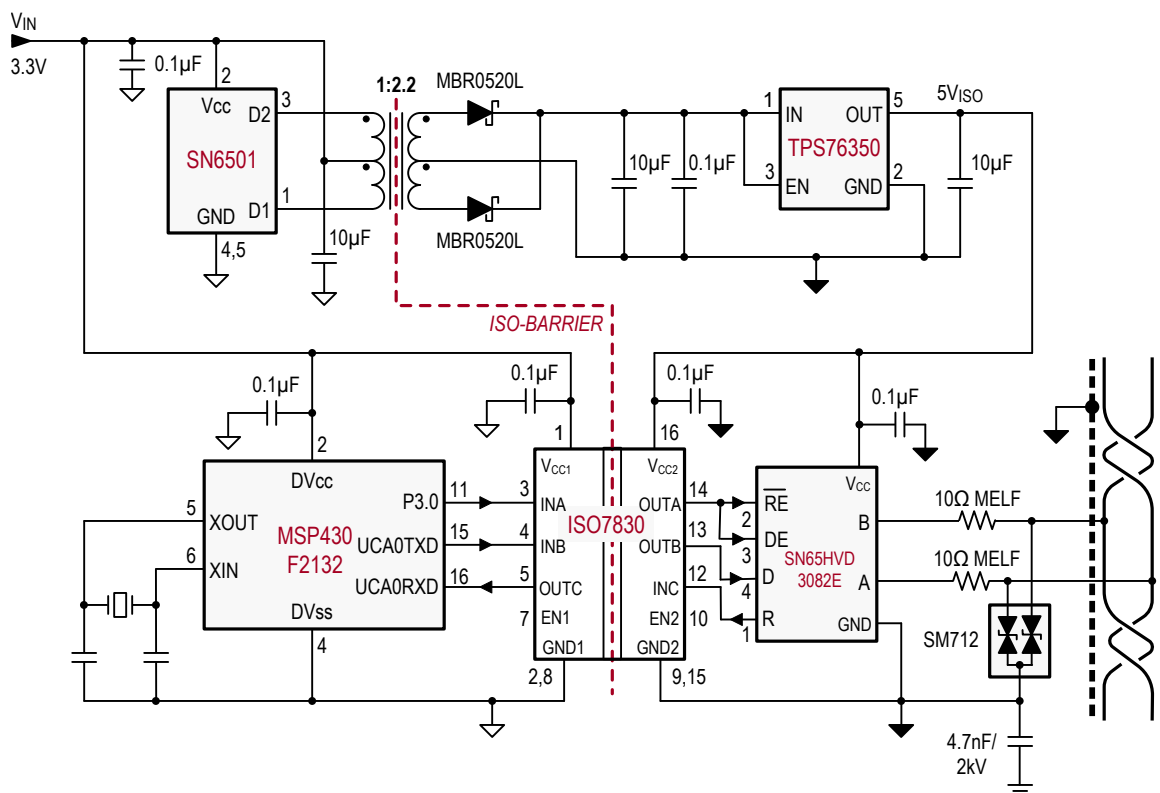 VIN
3.3V
0.1µF
2
Vcc
3
D2
SN6501
D1
1
GND
4,5
10µF
1:2.2
MBR0520L
MBR0520L
10µF
0.1µF
1
IN
OUT
5
TPS76350
3
EN
GND
2
5VISO
10µF
ISO-BARRIER
0.1µF
2
DVcc
P3.0
11
5
XOUT
MSP430
F2132
UCA0TXD
15
6
XIN
UCA0RXD
16
DVss
4
0.1µF
1
VCC1
3
INA
4
INB
5
OUTC
7
EN1
GND1
2,8
ISO7830
0.1µF
16
VCC2
OUTA
14
OUTB
13
INC
12
EN2
10
GND2
9,15
0.1µF
Vcc
RE
2
DE
3
D
4
R
1
SN65HVD
3082E
B
A
GND
10Ω MELF
10Ω MELF
SM712
4.7nF/
2kV